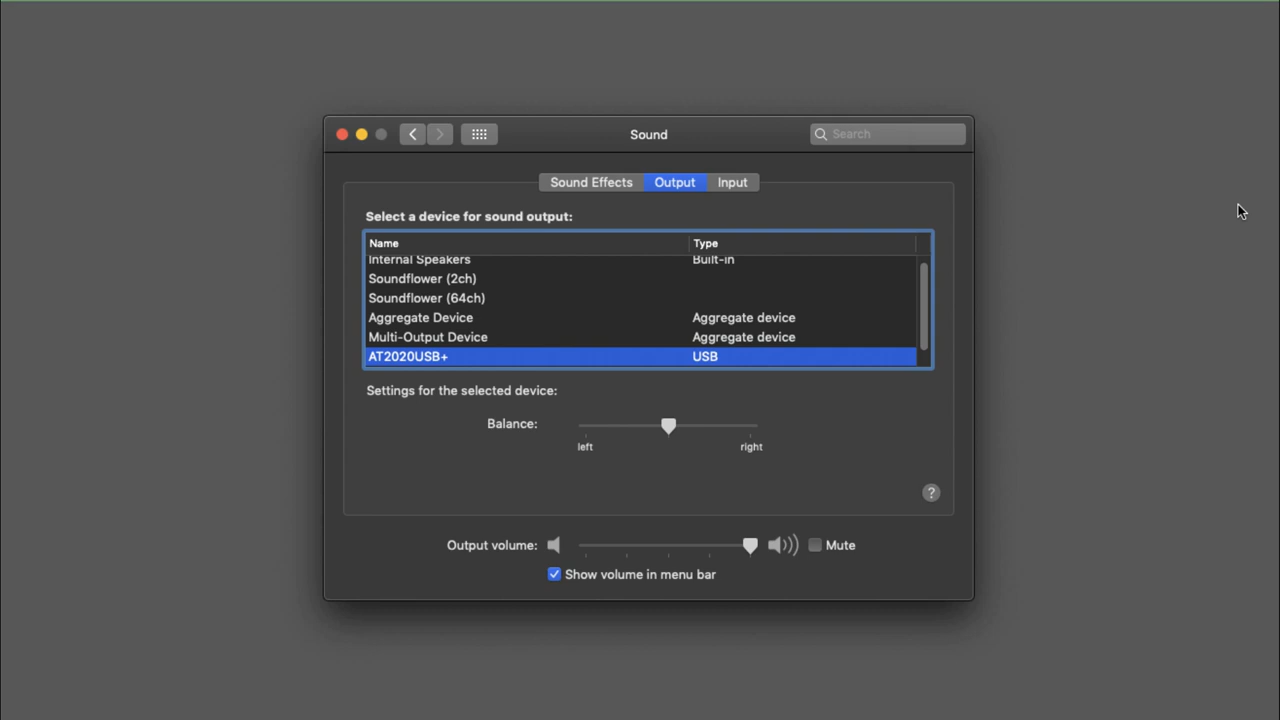 Sound
Search
Sound Effects Output Input
Select a device for sound output:
Name Type
Internal Speakers Built-in
Soundflower (2ch)
Soundflower (64ch)
Aggregate Device Aggregate device
Multi-Output Device Aggregate device
AT2020USB+ USB
Settings for the selected device:
Balance:
left right
?
Output volume: Mute
Show volume in menu bar